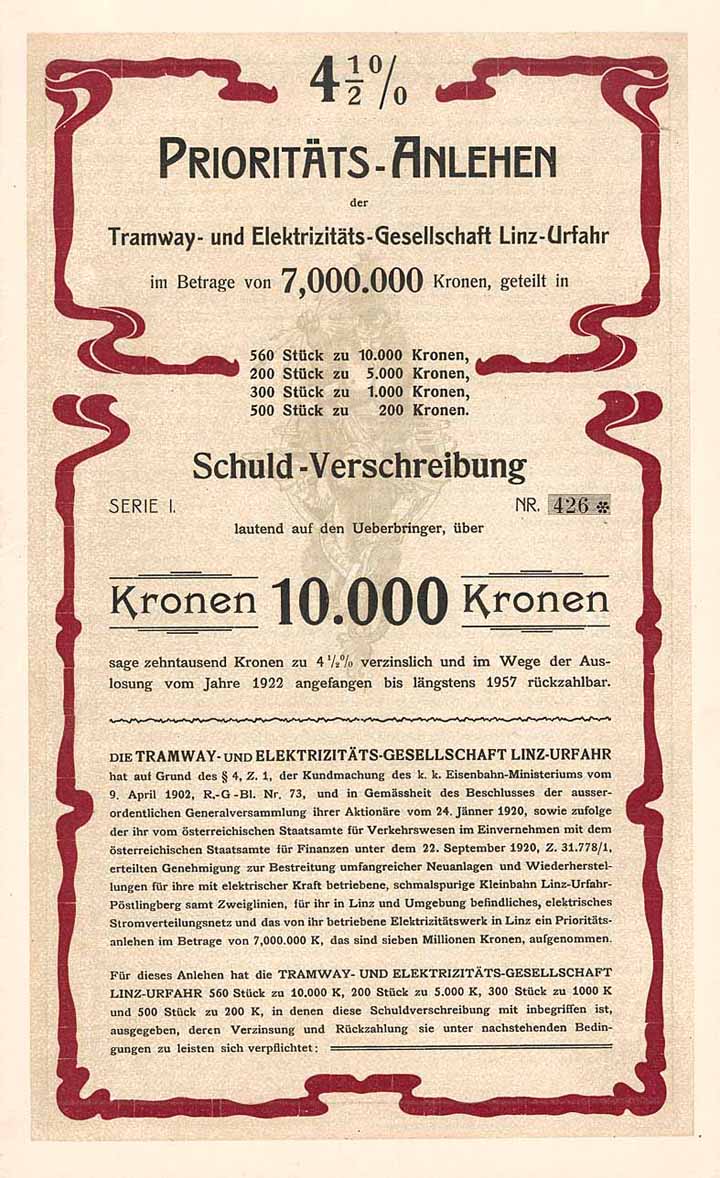 4 1/2 %
PRIORITÄTS-ANLEHEN
der
Tramway- und Elektrizitäts-Gesellschaft Linz-Urfahr
im Betrage von 7,000.000 Kronen, geteilt in
560 Stück zu 10.000 Kronen,
200 Stück zu 5.000 Kronen,
300 Stück zu 1.000 Kronen,
500 Stück zu 200 Kronen.
Schuld-Verschreibung
SERIE I. NR. 426 *
lautend auf den Ueberbringer, über
Kronen 10.000 Kronen
sage zehntausend Kronen zu 4 1/2 % verzinslich und im Wege der Aus-
losung vom Jahre 1922 angefangen bis längstens 1957 rückzahlbar.
DIE TRAMWAY- UND ELEKTRIZITÄTS-GESELLSCHAFT LINZ-URFAHR
hat auf Grund des § 4, Z. 1, der Kundmachung des k. k. Eisenbahn-Ministeriums vom
9. April 1902, R.-G.-Bl. Nr. 73, und in Gemässheit des Beschlusses der ausser-
ordentlichen Generalversammlung ihrer Aktionäre vom 24. Jänner 1920, sowie zufolge
der ihr vom österreichischen Staatsamte für Verkehrswesen im Einvernehmen mit dem
österreichischen Staatsamte für Finanzen unter dem 22. September 1920, Z. 31.778/1,
erteilten Genehmigung zur Bestreitung umfangreicher Neuanlagen und Wiederherstel-
lungen für ihre mit elektrischer Kraft betriebene, schmalspurige Kleinbahn Linz-Urfahr-
Pöstlingberg samt Zweiglinien, für ihr in Linz und Umgebung befindliches, elektrisches
Stromverteilungsnetz und das von ihr betriebene Elektrizitätswerk in Linz ein Prioritäts-
anlehen im Betrage von 7,000.000 K, das sind sieben Millionen Kronen, aufgenommen.
Für dieses Anlehen hat die TRAMWAY- UND ELEKTRIZITÄTS-GESELLSCHAFT
LINZ-URFAHR 560 Stück zu 10.000 K, 200 Stück zu 5.000 K, 300 Stück zu 1000 K
und 500 Stück zu 200 K, in denen diese Schuldverschreibung mit inbegriffen ist,
ausgegeben, deren Verzinsung und Rückzahlung sie unter nachstehenden Bedin-
gungen zu leisten sich verpflichtet: